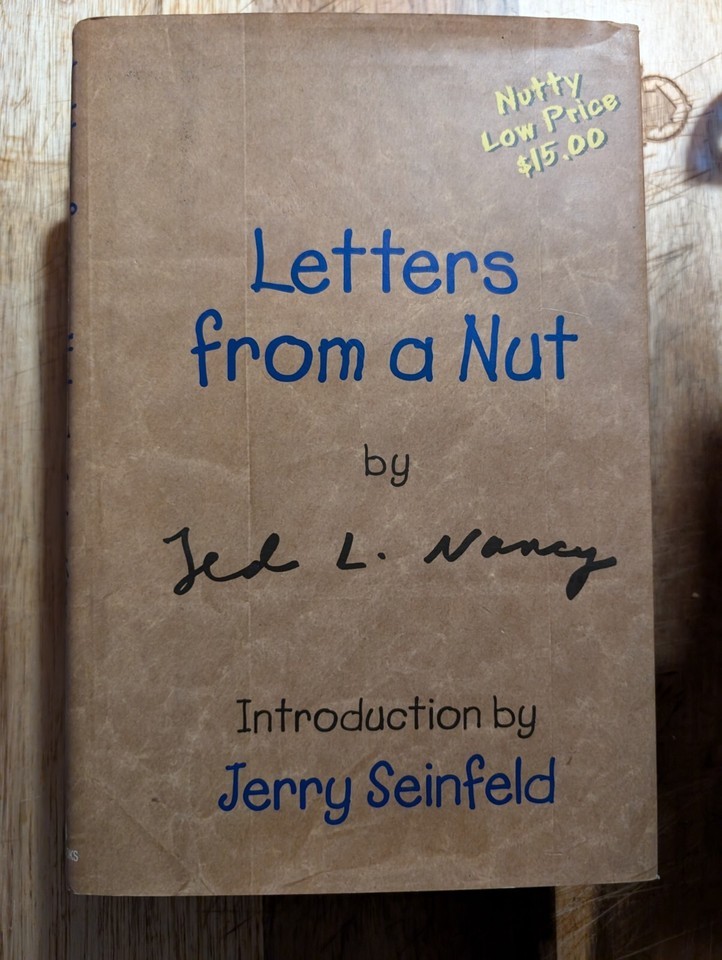 Nutty
Low Price
$15.00
Letters
from a Nut
by
Ted L. Nancy
Introduction by
Jerry Seinfeld